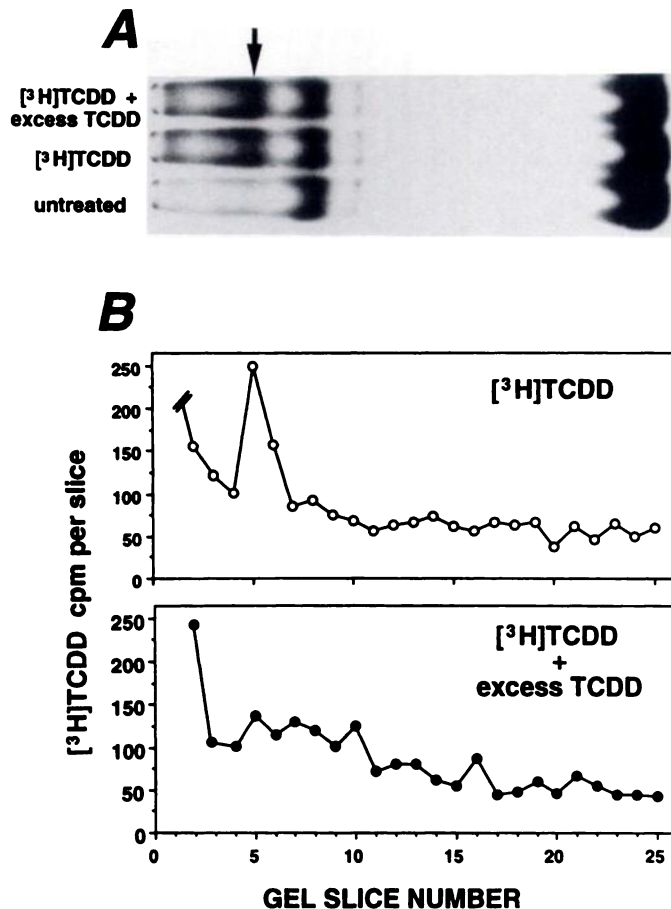 A
[³H]TCDD +
excess TCDD
[³H]TCDD
untreated
B
250
200
150
100
50
0
[³H]TCDD
250
200
150
100
50
0
[³H]TCDD
+
excess TCDD
[³H]TCDD cpm per slice
0 5 10 15 20 25
GEL SLICE NUMBER